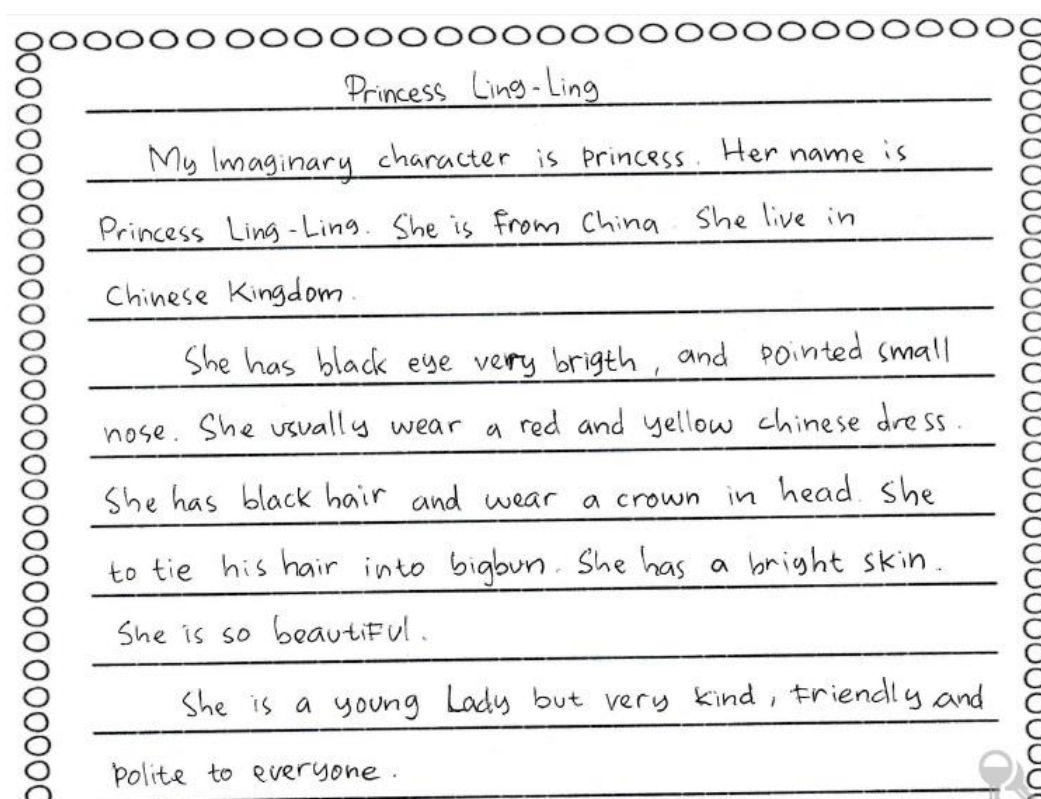 Princess Ling-Ling
My Imaginary character is princess. Her name is
Princess Ling-Ling. She is from China. She live in
Chinese Kingdom.
She has black eye very brigth, and pointed small
nose. She usually wear a red and yellow chinese dress.
She has black hair and wear a crown in head. She
to tie his hair into bigbun. She has a bright skin.
She is so beautiful.
She is a young Lady but very kind, friendly and
polite to everyone.